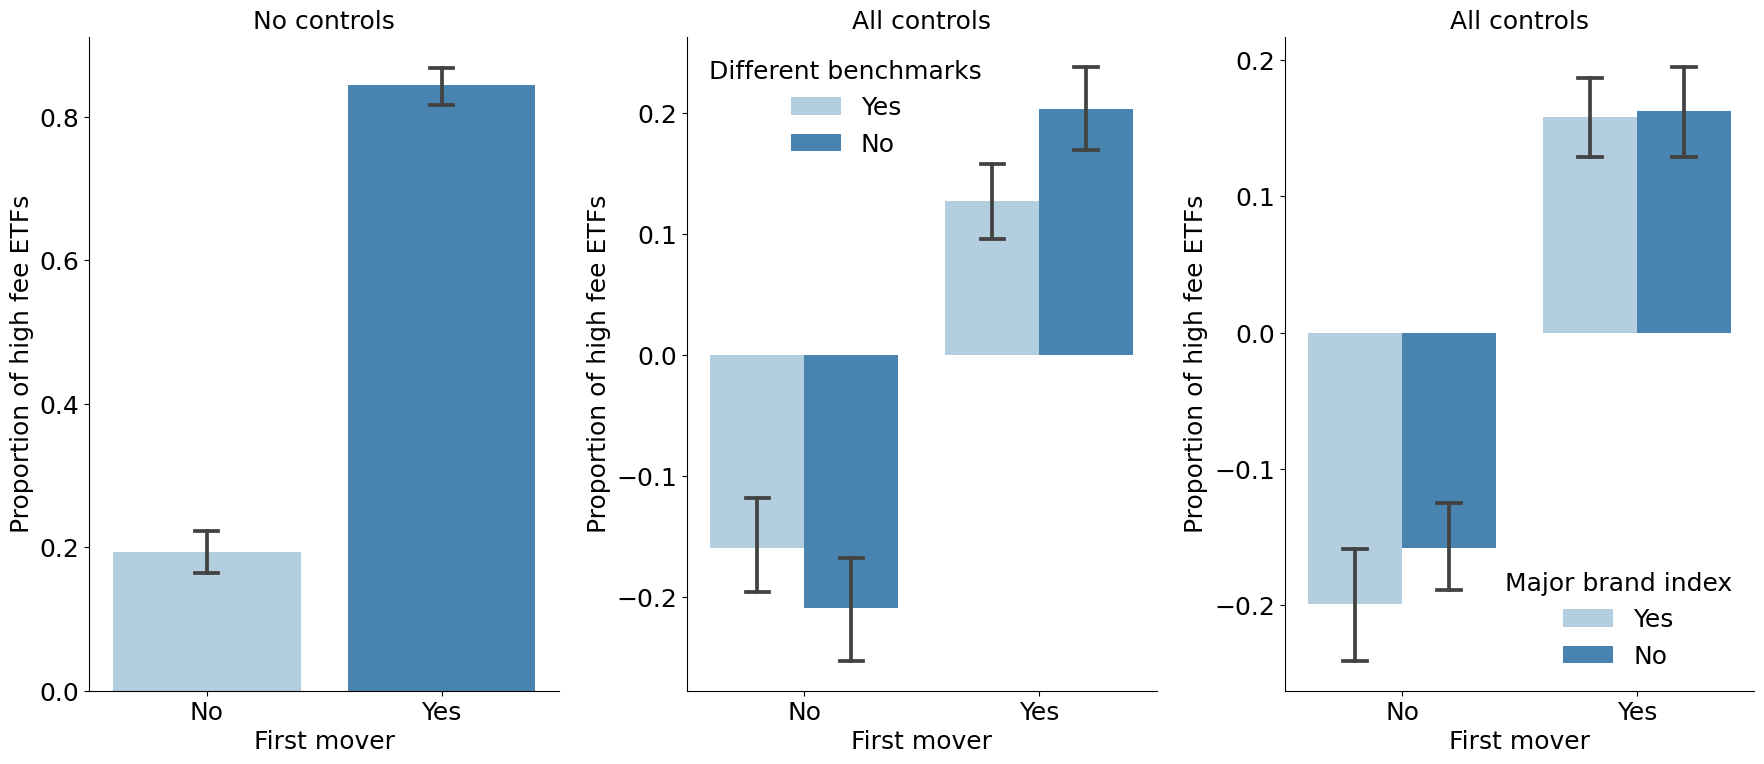 No controls
Proportion of high fee ETFs
0.8
0.6
0.4
0.2
0.0
No
Yes
First mover
All controls
Proportion of high fee ETFs
Different benchmarks
Yes
No
0.2
0.1
0.0
−0.1
−0.2
No
Yes
First mover
All controls
Proportion of high fee ETFs
0.2
0.1
0.0
−0.1
−0.2
Major brand index
Yes
No
No
Yes
First mover